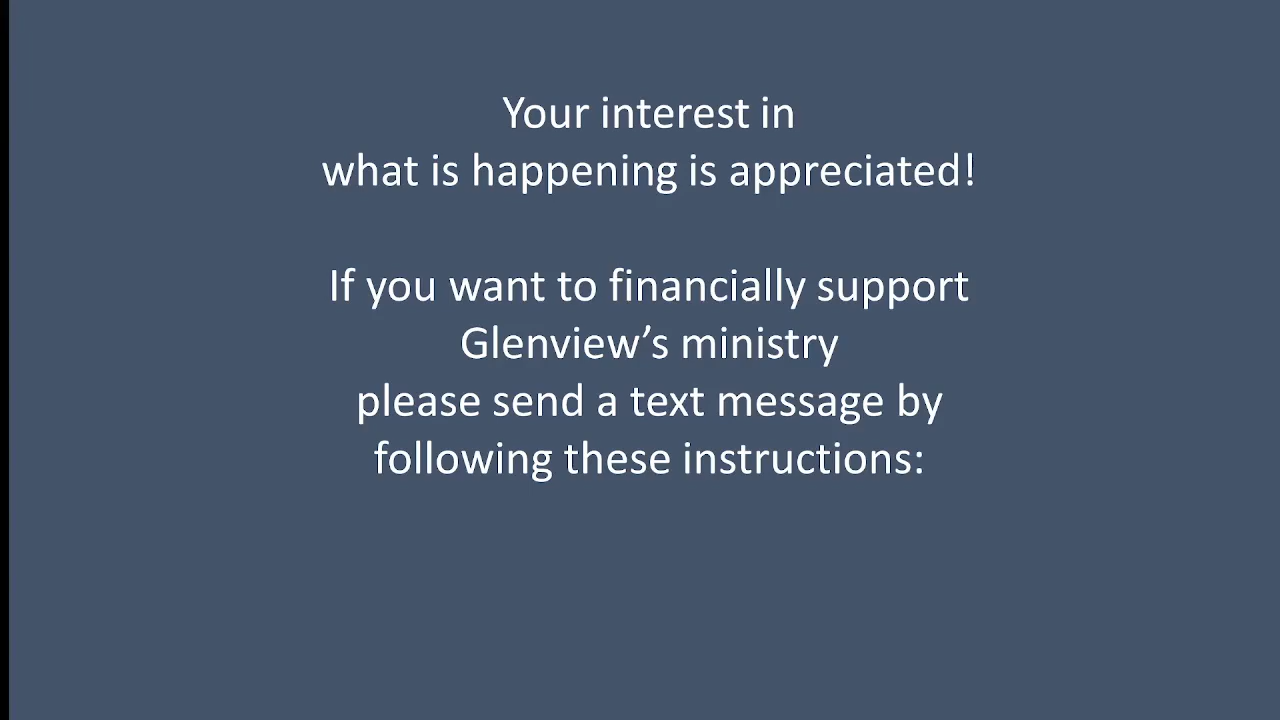 Your interest in
what is happening is appreciated!
If you want to financially support
Glenview’s ministry
please send a text message by
following these instructions: